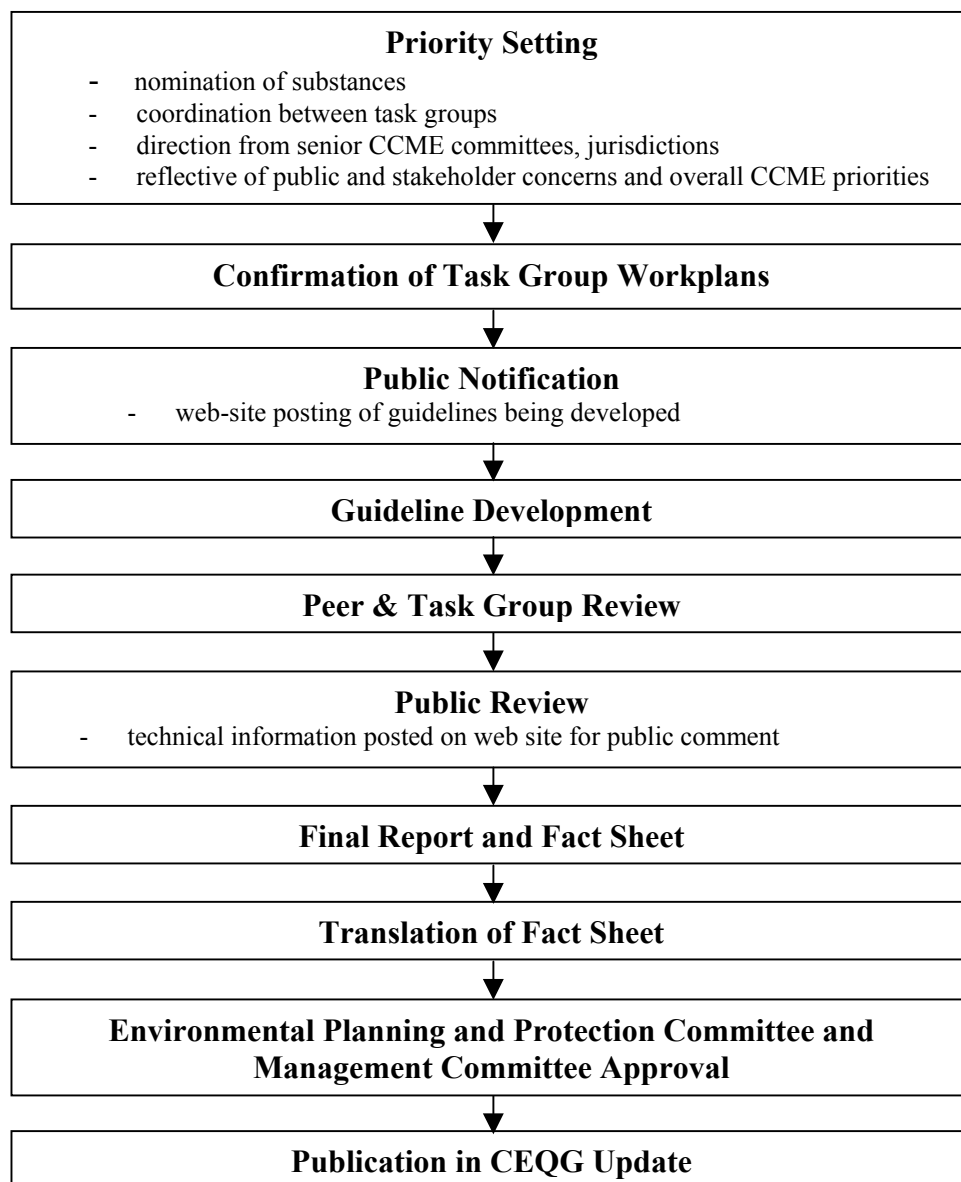 Priority Setting
- nomination of substances
- coordination between task groups
- direction from senior CCME committees, jurisdictions
- reflective of public and stakeholder concerns and overall CCME priorities
Confirmation of Task Group Workplans
Public Notification
- web-site posting of guidelines being developed
Guideline Development
Peer & Task Group Review
Public Review
- technical information posted on web site for public comment
Final Report and Fact Sheet
Translation of Fact Sheet
Environmental Planning and Protection Committee and
Management Committee Approval
Publication in CEQG Update